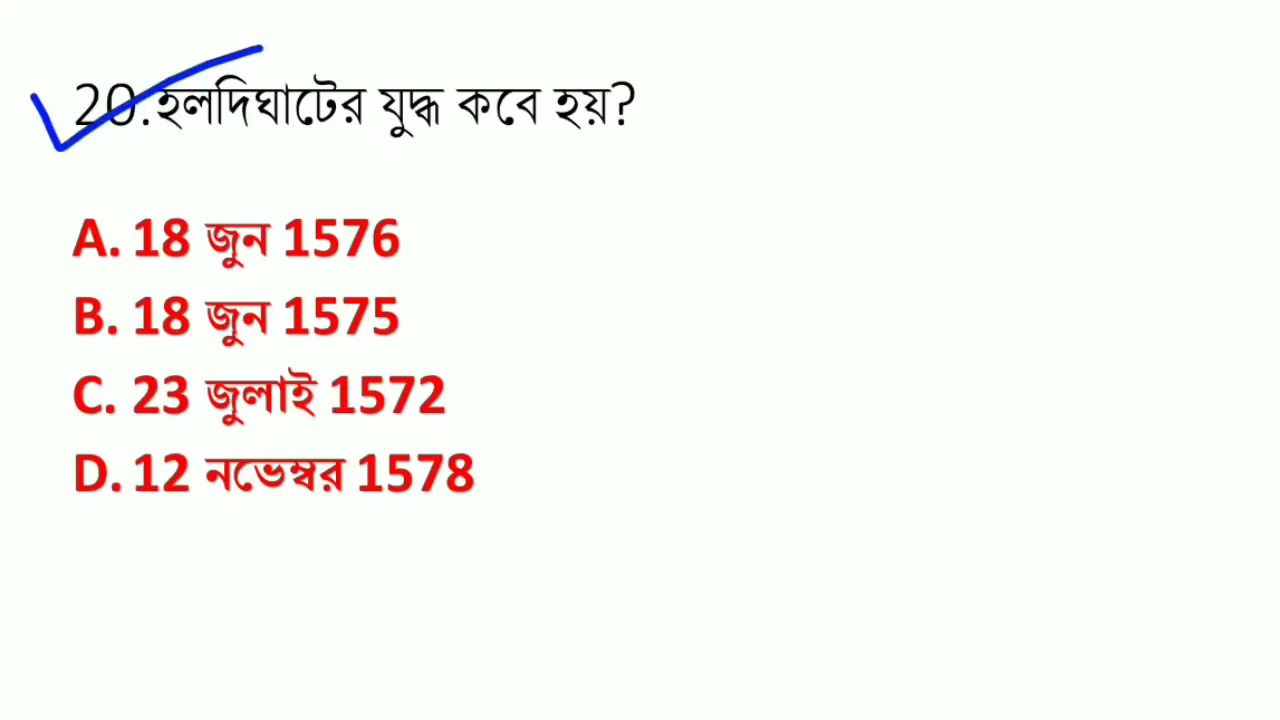 20.হলদিঘাটের যুদ্ধ কবে হয়?
A. 18 জুন 1576
B. 18 জুন 1575
C. 23 জুলাই 1572
D. 12 নভেম্বর 1578